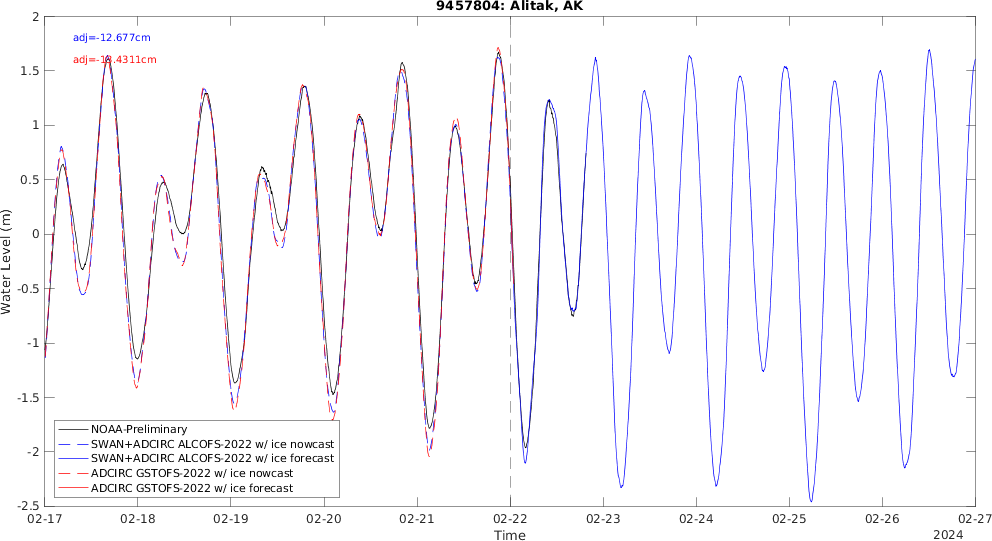 9457804: Alitak, AK
adj=-12.677cm
2
1.5
1
0.5
0
-0.5
-1
-1.5
-2
-2.5
Water Level (m)
NOAA-Preliminary
SWAN+ADCIRC ALCOFS-2022 w/ ice nowcast
SWAN+ADCIRC ALCOFS-2022 w/ ice forecast
ADCIRC GSTOFS-2022 w/ ice nowcast
ADCIRC GSTOFS-2022 w/ ice forecast
02-17 02-18 02-19 02-20 02-21 02-22 02-23 02-24 02-25 02-26 02-27
Time
2024